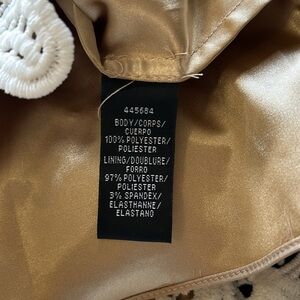 445684
BODY/CORPS/
CUERPO
100% POLYESTER/
POLIESTER
LINING/DOUBLURE/
FORRO
97% POLYESTER/
POLIESTER
3% SPANDEX/
ELASTHANNE/
ELASTANO